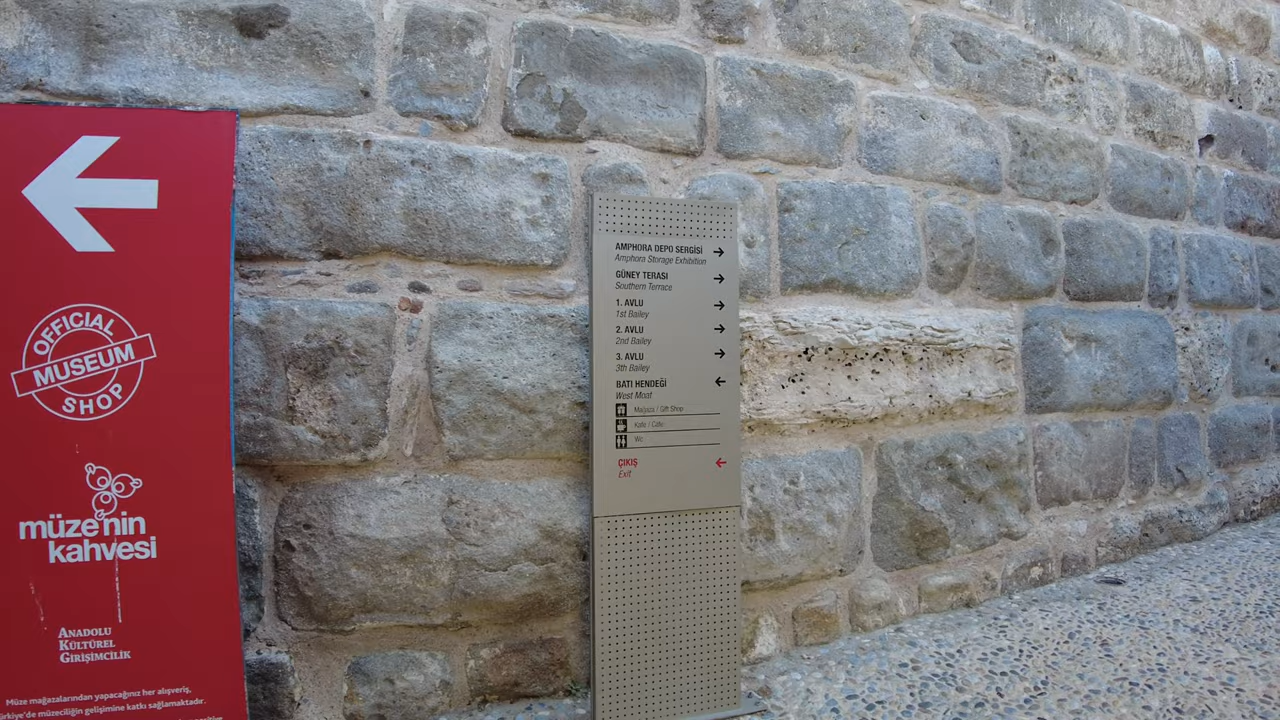 OFFICIAL
MUSEUM
SHOP
müze'nin
kahvesi
ANADOLU
KÜLTÜREL
GİRİŞİMCİLİK
Müze mağazalarından yapacağınız her alışveriş,
Türkiye'de müzeciliğin gelişimine katkı sağlamaktadır.
AMPHORA DEPO SERGİSİ
Amphora Storage Exhibition
GÜNEY TERASI
Southern Terrace
1. AVLU
1st Bailey
2. AVLU
2nd Bailey
3. AVLU
3th Bailey
BATI HENDEĞİ
West Moat
Mağaza / Gift Shop
Kafe / Cafe
Wc
ÇIKIŞ
Exit